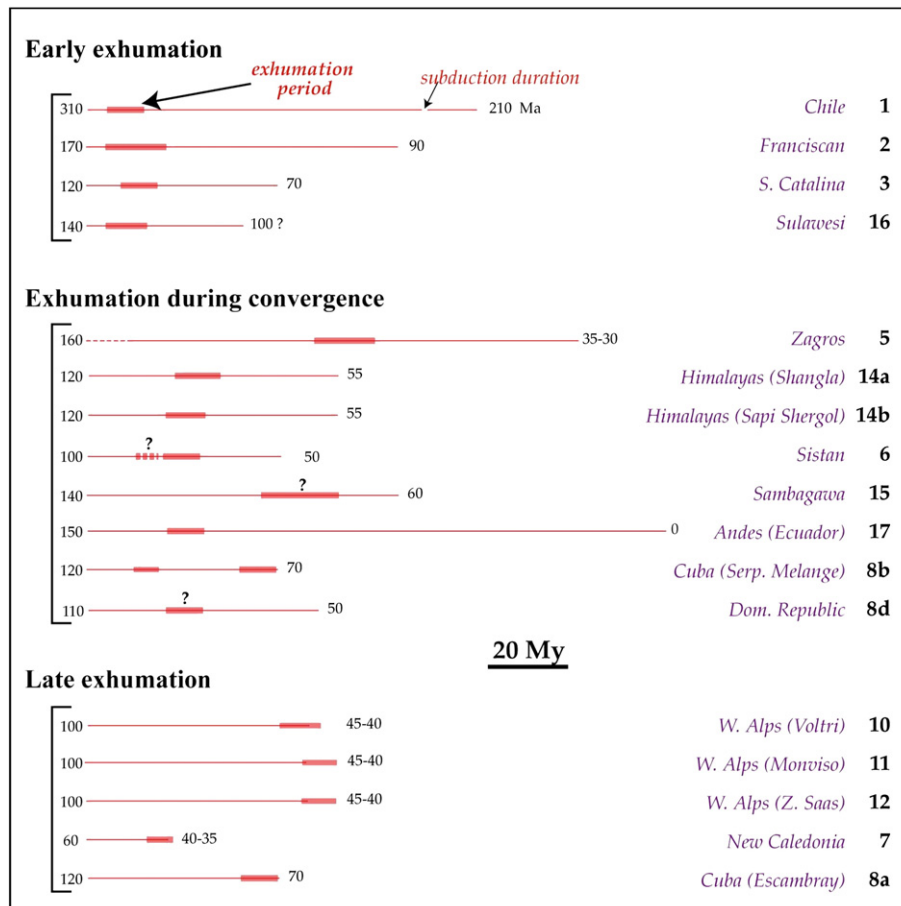 Early exhumation
exhumation period
subduction duration
310 210 Ma Chile 1
170 90 Franciscan 2
120 70 S. Catalina 3
140 100 ? Sulawesi 16
Exhumation during convergence
160 35-30 Zagros 5
120 55 Himalayas (Shangla) 14a
120 55 Himalayas (Sapi Shergol) 14b
?
100 50 Sistan 6
?
140 60 Sambagawa 15
150 0 Andes (Ecuador) 17
120 70 Cuba (Serp. Melange) 8b
?
110 50 Dom. Republic 8d
20 My
Late exhumation
100 45-40 W. Alps (Voltri) 10
100 45-40 W. Alps (Monviso) 11
100 45-40 W. Alps (Z. Saas) 12
60 40-35 New Caledonia 7
120 70 Cuba (Escambray) 8a